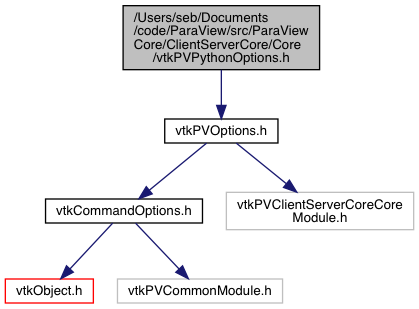 /Users/seb/Documents
/code/ParaView/src/ParaView
Core/ClientServerCore/Core
/vtkPVPythonOptions.h
vtkPVOptions.h
vtkCommandOptions.h
vtkPVClientServerCoreCore
Module.h
vtkObject.h
vtkPVCommonModule.h